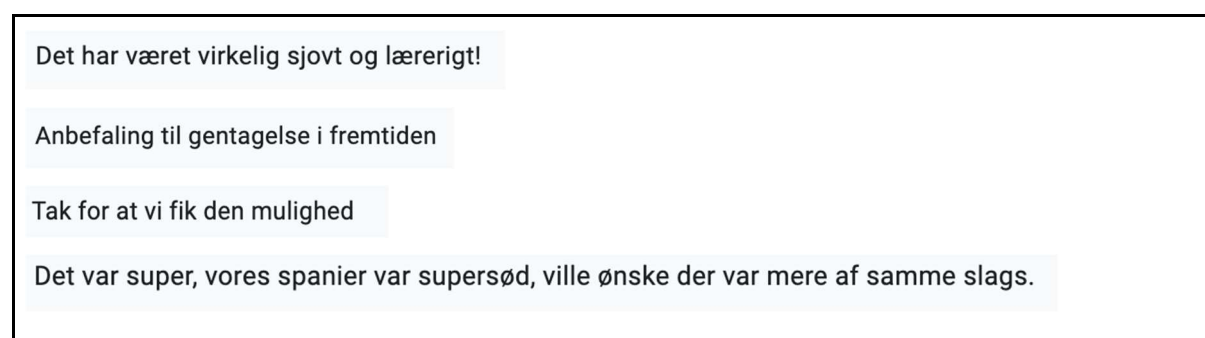 Det har været virkelig sjovt og lærerigt!
Anbefaling til gentagelse i fremtiden
Tak for at vi fik den mulighed
Det var super, vores spanier var supersød, ville ønske der var mere af samme slags.